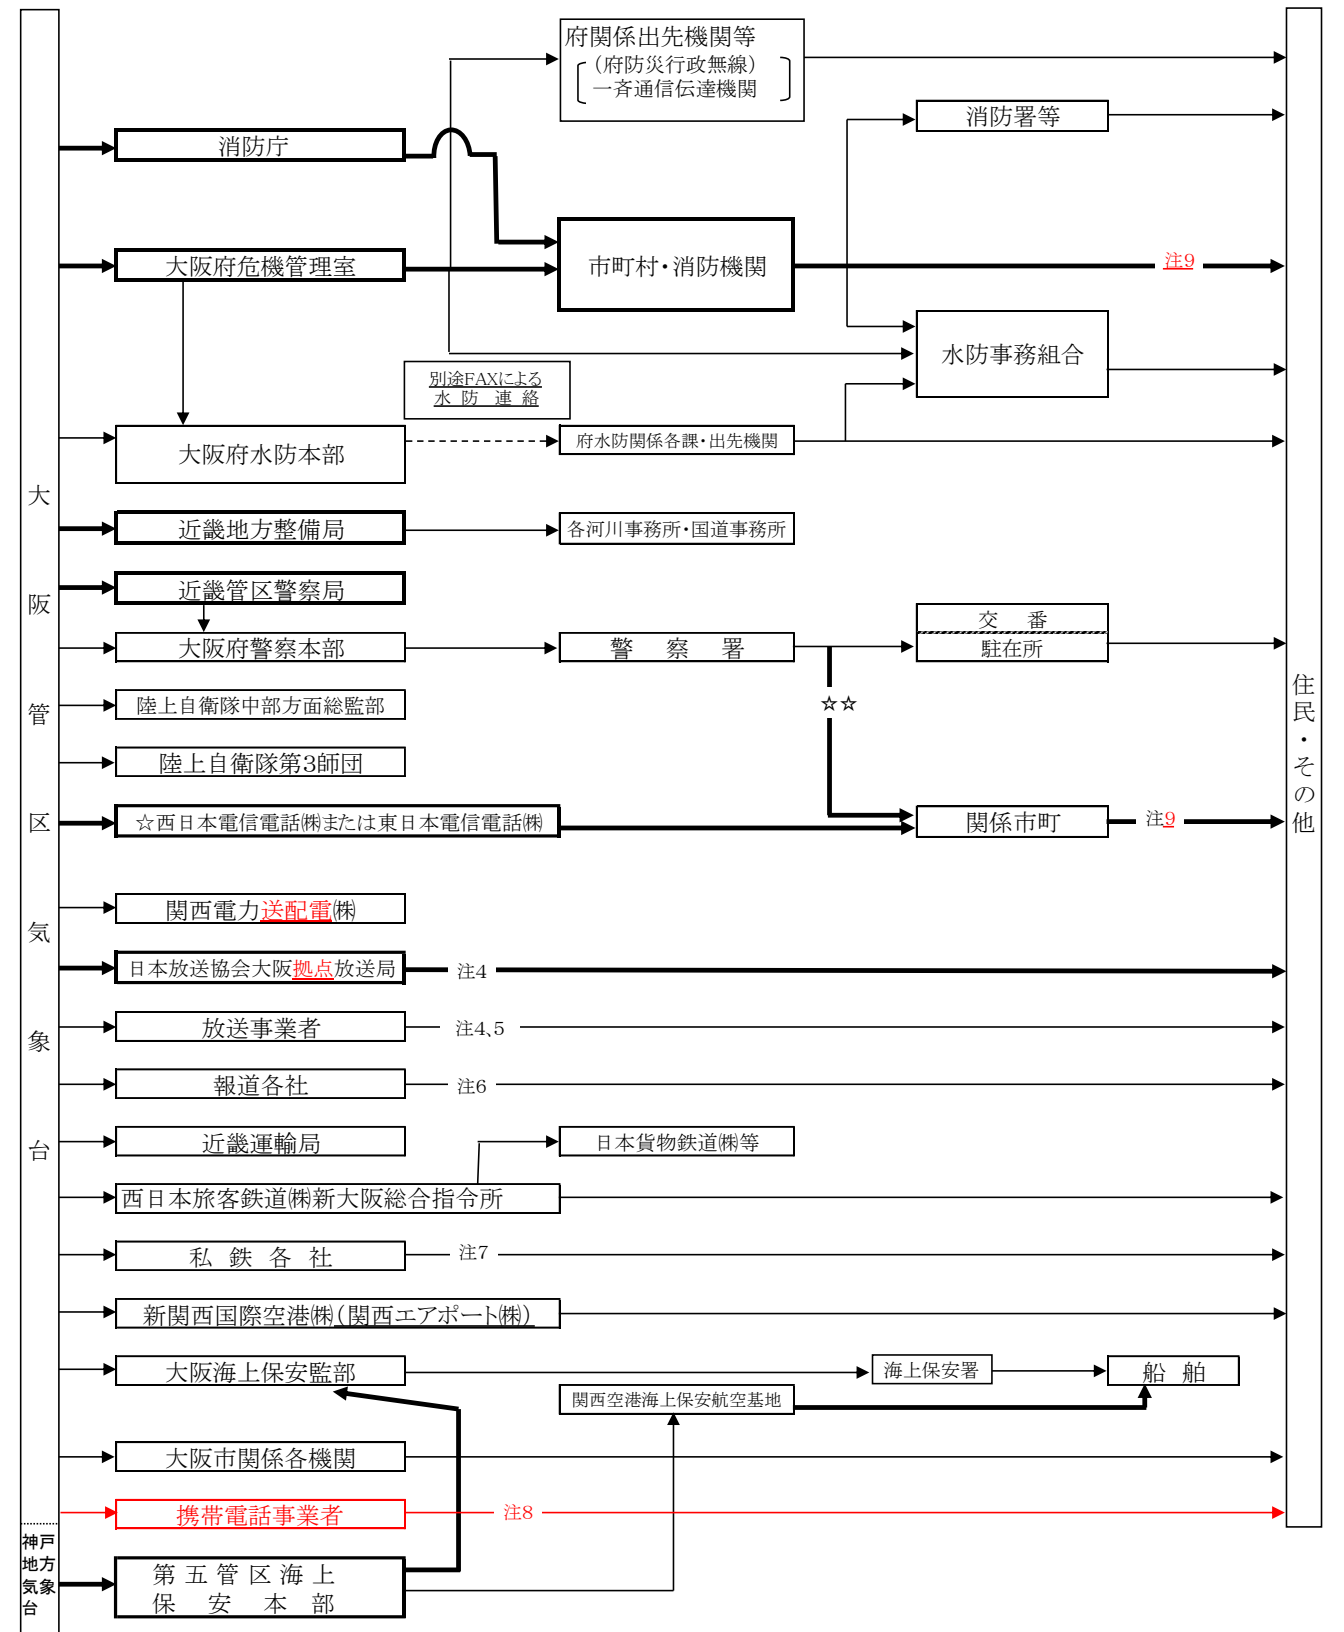 大阪管区気象台
神戸
地方
気象
台
府関係出先機関等
（府防災行政無線）
一斉通信伝達機関
消防署等
消防庁
大阪府危機管理室
市町村・消防機関
注9
水防事務組合
別途FAXによる
水防　連絡
大阪府水防本部
府水防関係各課・出先機関
近畿地方整備局
各河川事務所・国道事務所
近畿管区警察局
大阪府警察本部
警　察　署
交　番
駐在所
陸上自衛隊中部方面総監部
☆☆
陸上自衛隊第3師団
☆西日本電信電話㈱または東日本電信電話㈱
関係市町
注9
関西電力送配電㈱
日本放送協会大阪拠点放送局
注4
放送事業者
注4、5
報道各社
注6
近畿運輸局
日本貨物鉄道㈱等
西日本旅客鉄道㈱新大阪総合指令所
私 鉄 各 社
注7
新関西国際空港㈱（関西エアポート㈱）
大阪海上保安監部
海上保安署
船 舶
関西空港海上保安航空基地
大阪市関係各機関
携帯電話事業者
注8
第五管区海上
保　安　本　部
住民・その他